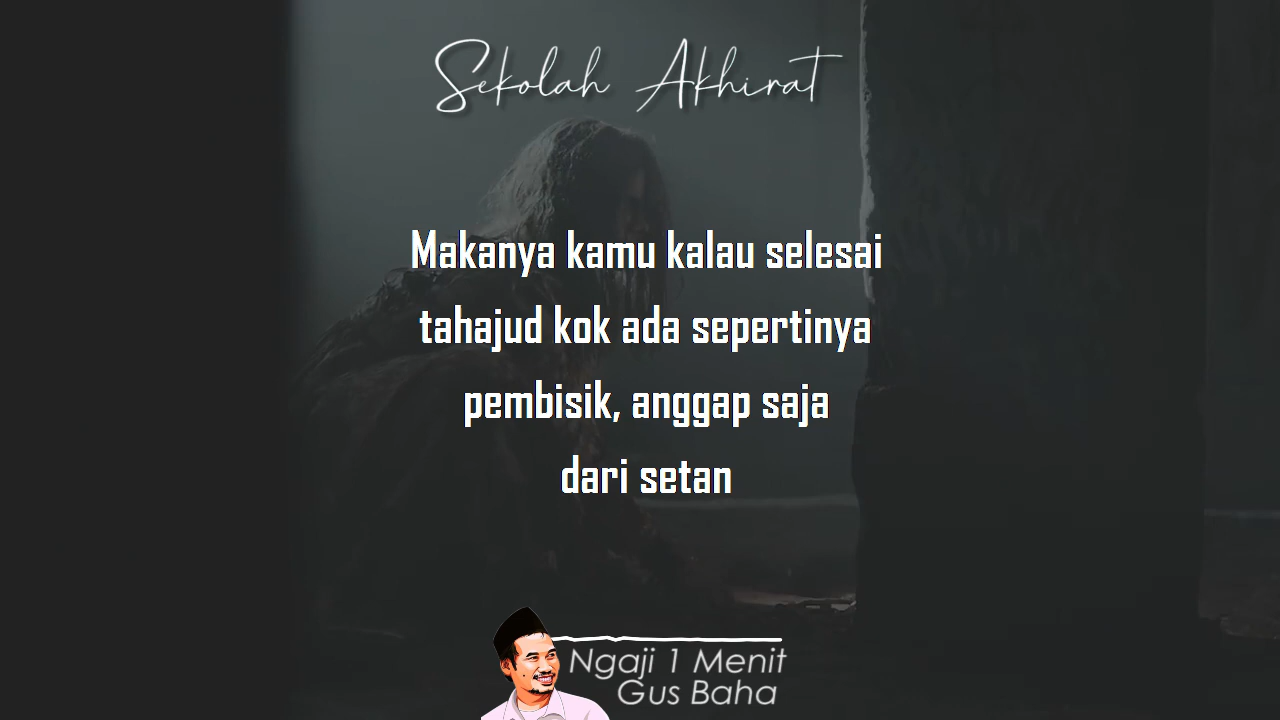 Sekolah Akhirat
Makanya kamu kalau selesai
tahajud kok ada sepertinya
pembisik, anggap saja
dari setan
Ngaji 1 Menit
Gus Baha